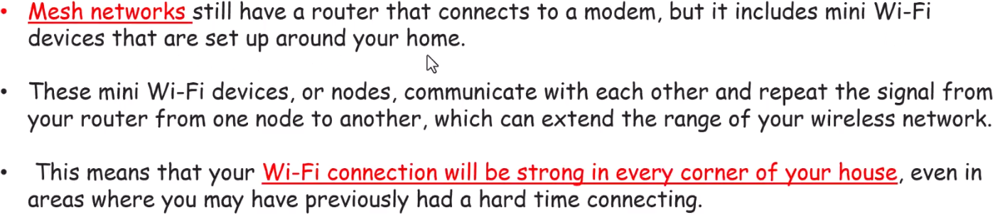 • Mesh networks still have a router that connects to a modem, but it includes mini Wi-Fi
devices that are set up around your home.
• These mini Wi-Fi devices, or nodes, communicate with each other and repeat the signal from
your router from one node to another, which can extend the range of your wireless network.
• This means that your Wi-Fi connection will be strong in every corner of your house, even in
areas where you may have previously had a hard time connecting.